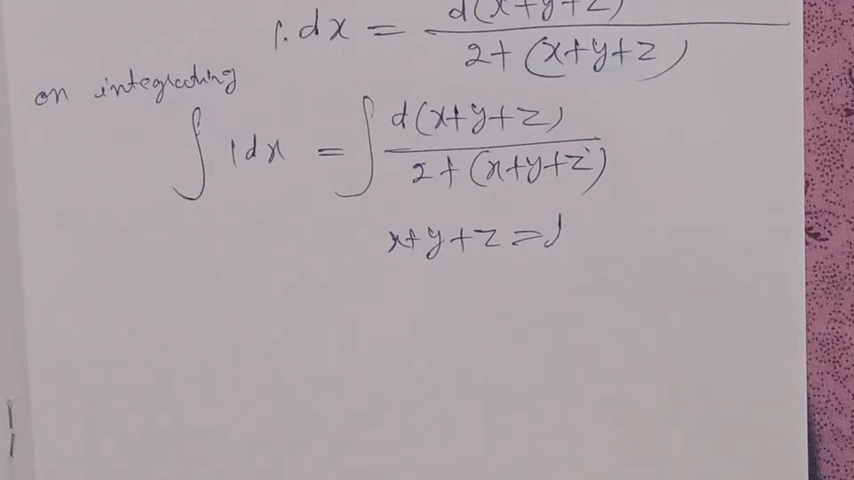 1.dx = d(x+y+z) / 2+(x+y+z)
on integrating
∫ 1dx = ∫ d(x+y+z) / 2+(x+y+z)
x+y+z =